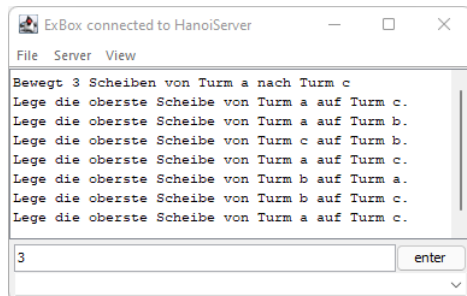 ExBox connected to HanoiServer
File Server View
Bewegt 3 Scheiben von Turm a nach Turm c
Lege die oberste Scheibe von Turm a auf Turm c.
Lege die oberste Scheibe von Turm a auf Turm b.
Lege die oberste Scheibe von Turm c auf Turm b.
Lege die oberste Scheibe von Turm a auf Turm c.
Lege die oberste Scheibe von Turm b auf Turm a.
Lege die oberste Scheibe von Turm b auf Turm c.
Lege die oberste Scheibe von Turm a auf Turm c.
3 enter